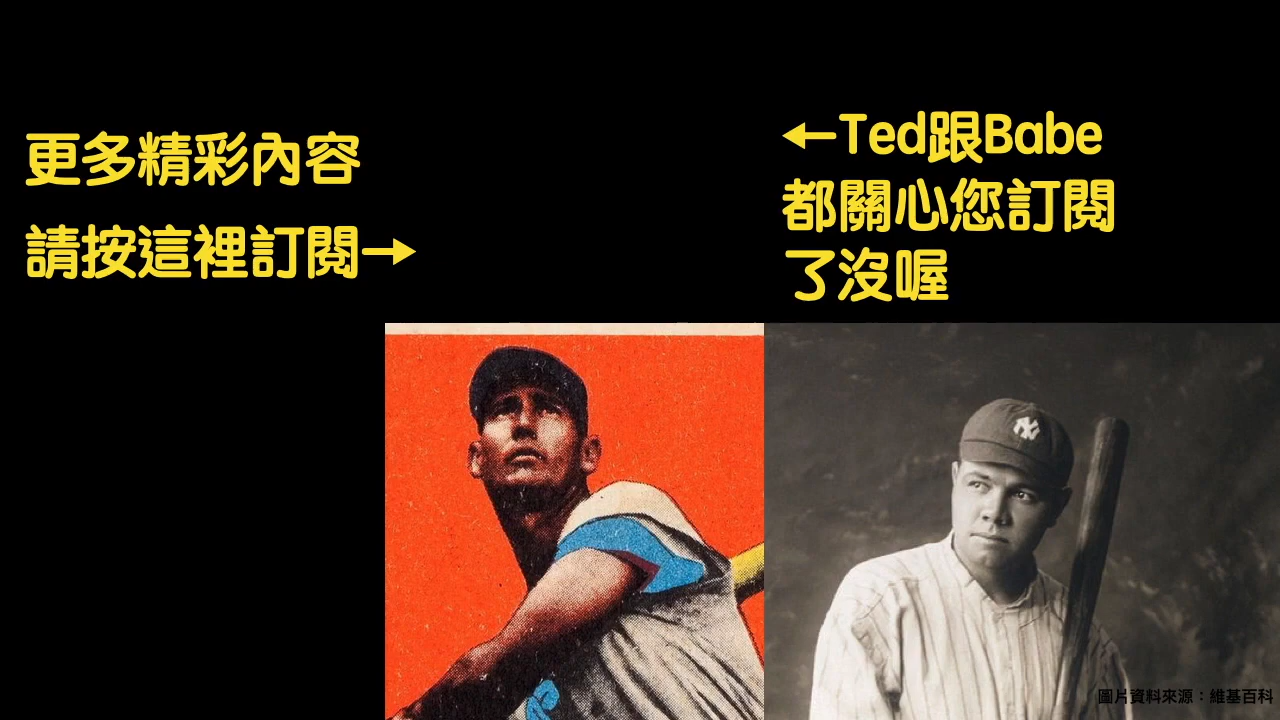 更多精彩內容
請按這裡訂閱→
←Ted跟Babe
都關心您訂閱
了沒喔
NY
圖片資料來源：維基百科